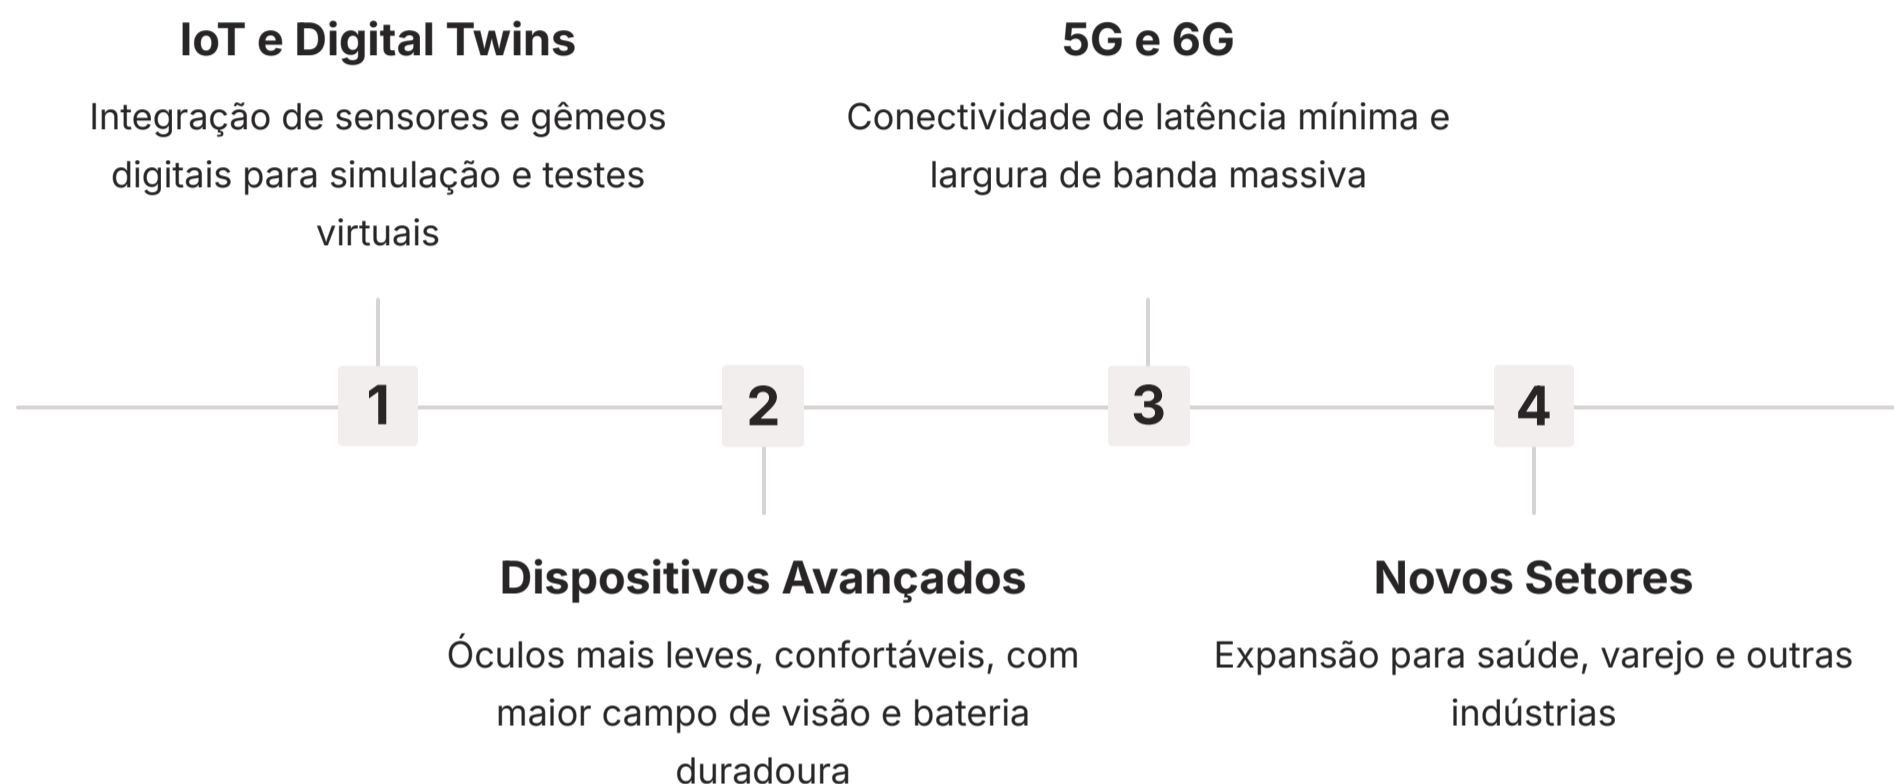 IoT e Digital Twins
Integração de sensores e gêmeos
digitais para simulação e testes
virtuais
5G e 6G
Conectividade de latência mínima e
largura de banda massiva
1
2
3
4
Dispositivos Avançados
Óculos mais leves, confortáveis, com
maior campo de visão e bateria
duradoura
Novos Setores
Expansão para saúde, varejo e outras
indústrias